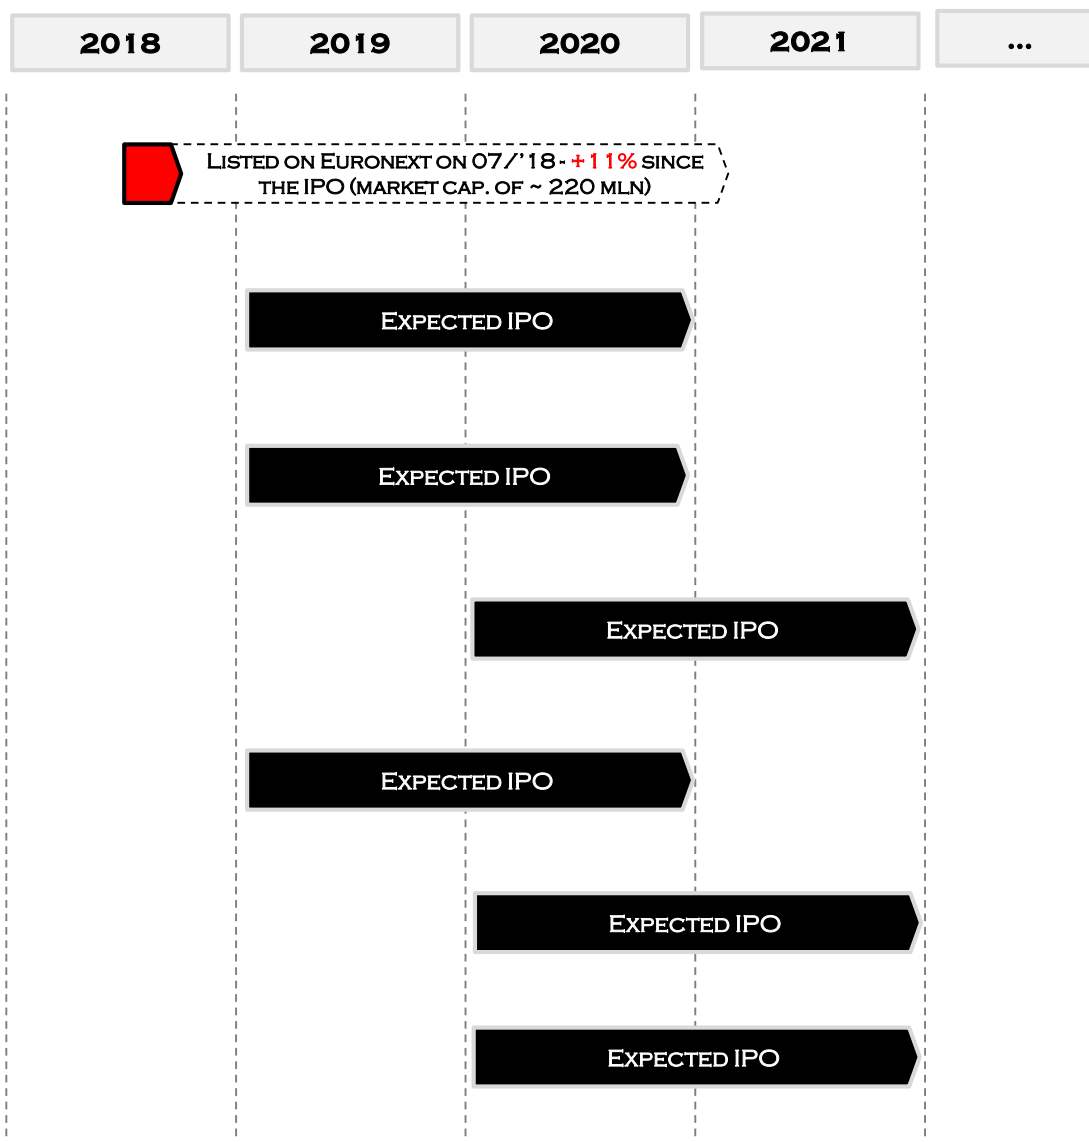 2018 2019 2020 2021 ...
Listed on Euronext on 07/'18 - +11% since
the IPO (market cap. of ~ 220 mln)
Expected IPO
Expected IPO
Expected IPO
Expected IPO
Expected IPO
Expected IPO